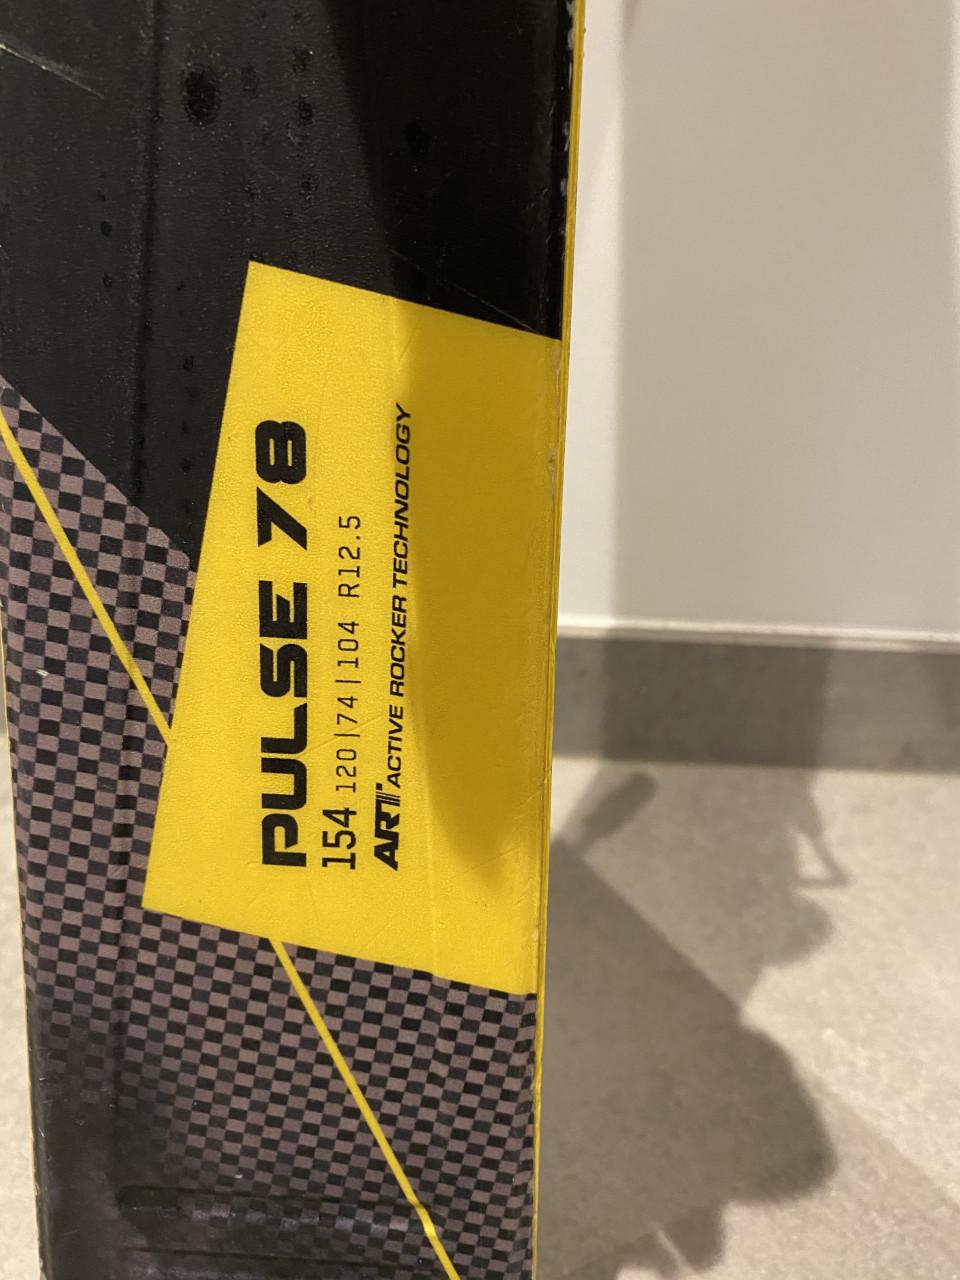 PULSE 78
154 120|74|104 R12.5
ART ACTIVE ROCKER TECHNOLOGY